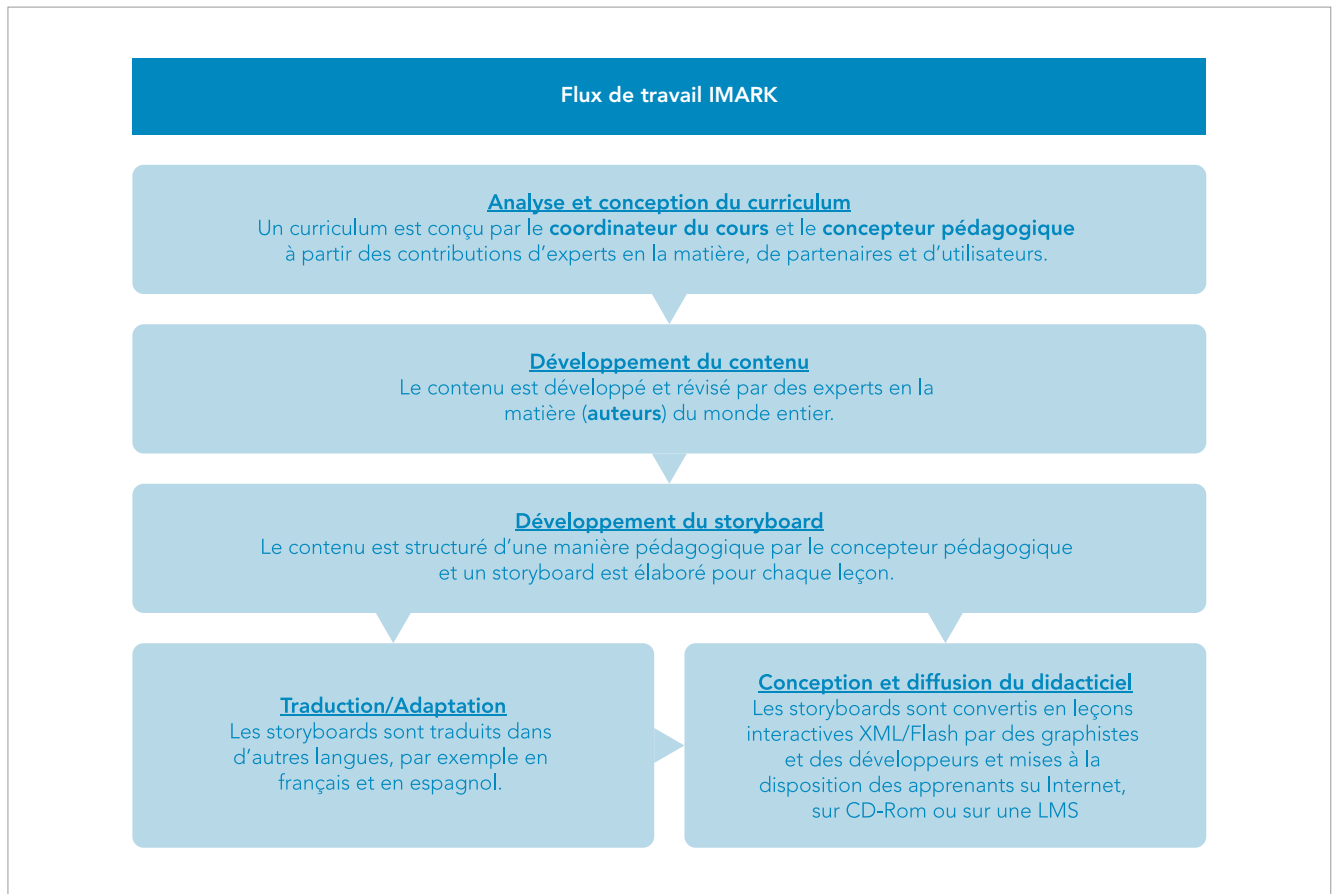 Flux de travail IMARK
Analyse et conception du curriculum
Un curriculum est conçu par le coordinateur du cours et le concepteur pédagogique
à partir des contributions d’experts en la matière, de partenaires et d’utilisateurs.
Développement du contenu
Le contenu est développé et révisé par des experts en la
matière (auteurs) du monde entier.
Développement du storyboard
Le contenu est structuré d’une manière pédagogique par le concepteur pédagogique
et un storyboard est élaboré pour chaque leçon.
Traduction/Adaptation
Les storyboards sont traduits dans
d’autres langues, par exemple en
français et en espagnol.
Conception et diffusion du didacticiel
Les storyboards sont convertis en leçons
interactives XML/Flash par des graphistes
et des développeurs et mises à la
disposition des apprenants su Internet,
sur CD-Rom ou sur une LMS